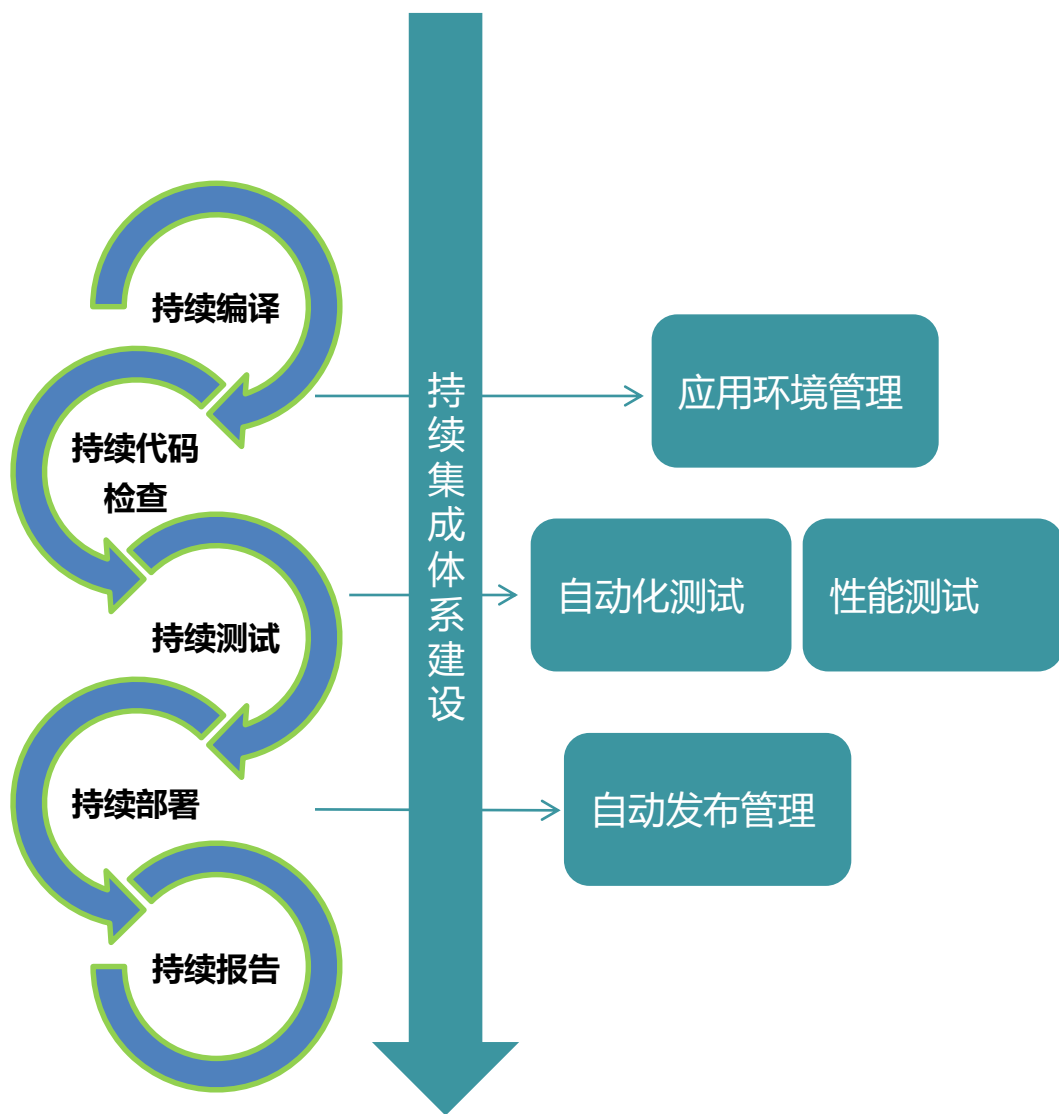 持续编译
持续代码
检查
持续测试
持续部署
持续报告
持续集成体系建设
应用环境管理
自动化测试
性能测试
自动发布管理